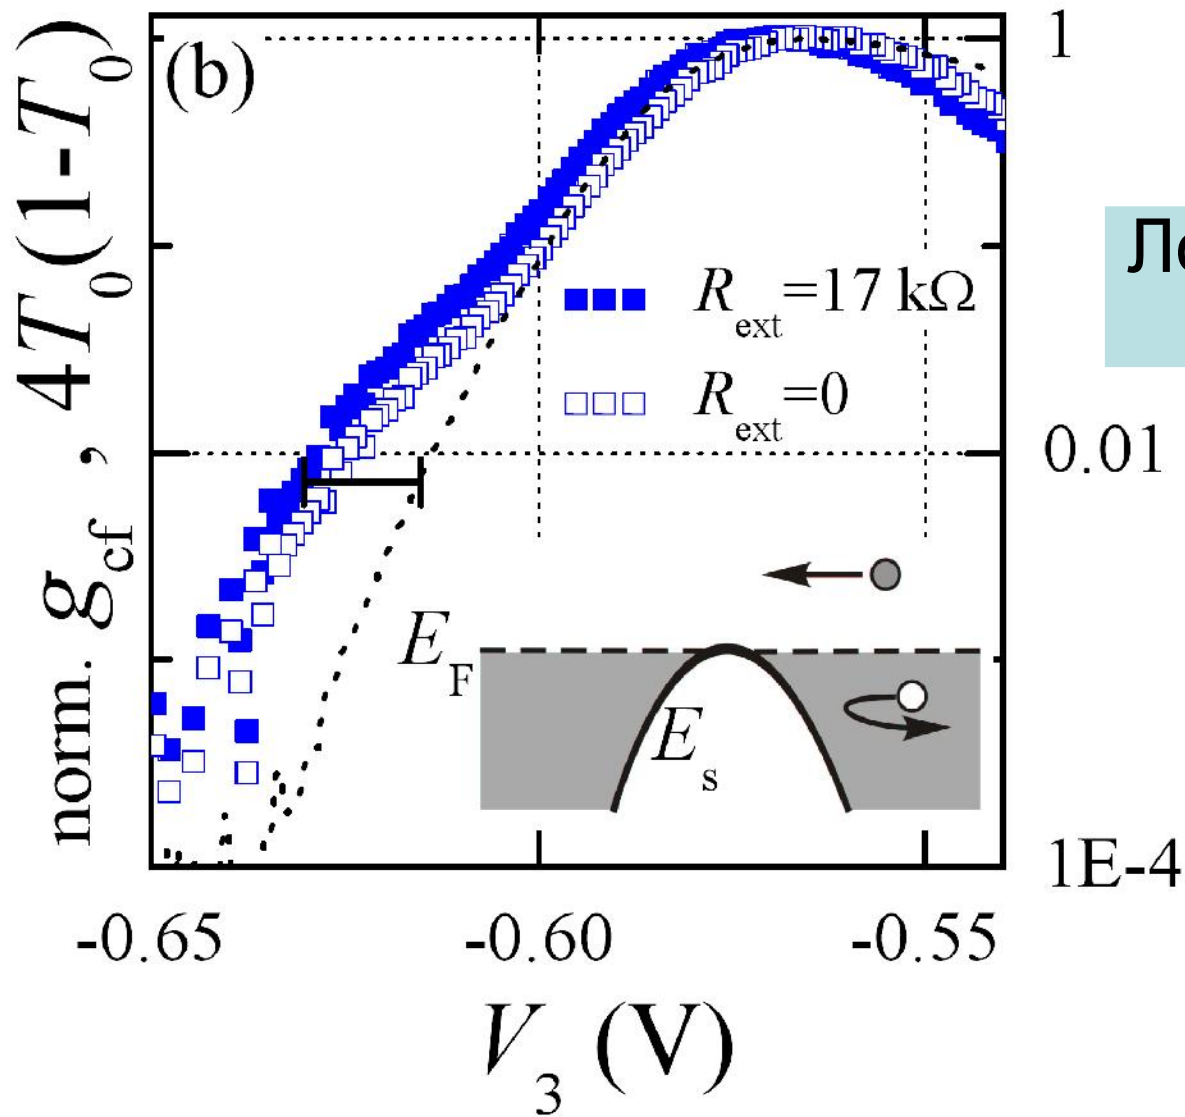 (b)
norm. g_cf , 4T_0(1-T_0)
1
0.01
1E-4
R_ext=17 kΩ
R_ext=0
E_F
E_s
-0.65
-0.60
-0.55
V_3 (V)